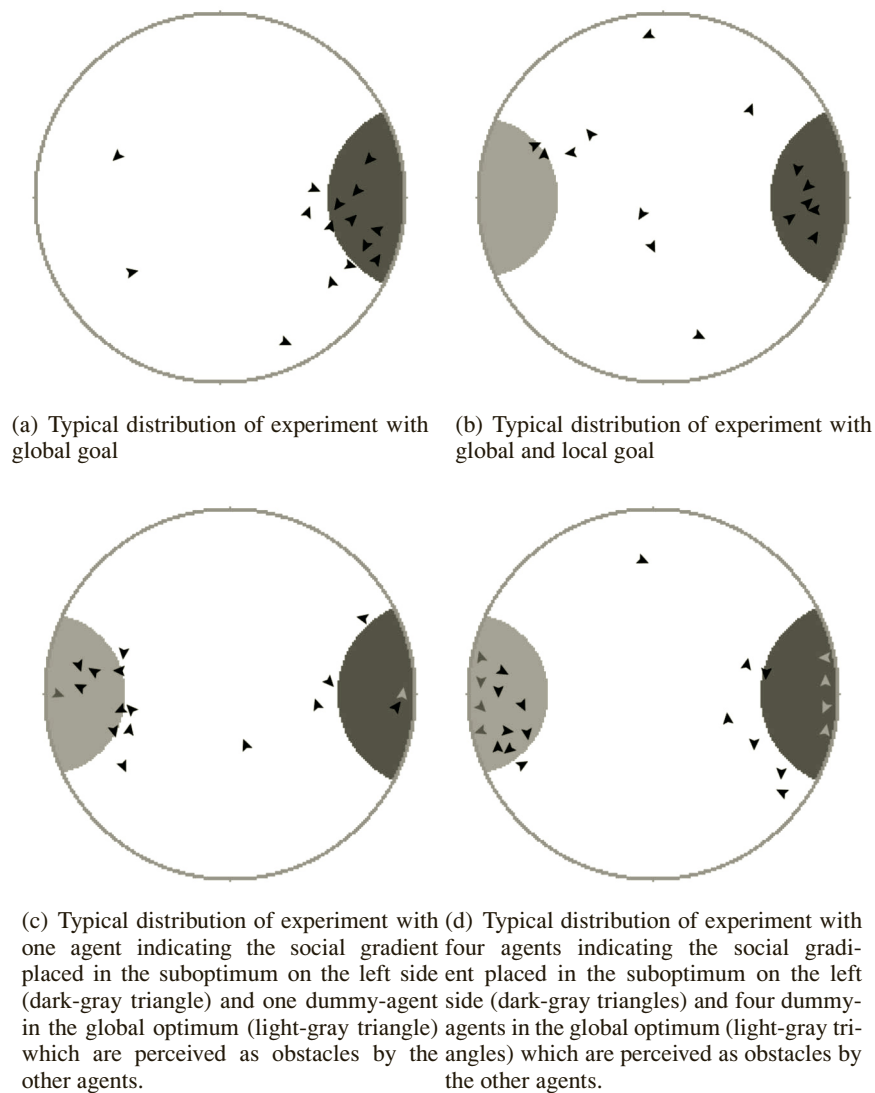 (a) Typical distribution of experiment with
global goal
(b) Typical distribution of experiment with
global and local goal
(c) Typical distribution of experiment with
one agent indicating the social gradient
placed in the suboptimum on the left side
(dark-gray triangle) and one dummy-agent
in the global optimum (light-gray triangle)
which are perceived as obstacles by the
other agents.
(d) Typical distribution of experiment with
four agents indicating the social gradi-
ent placed in the suboptimum on the left
side (dark-gray triangles) and four dummy-
agents in the global optimum (light-gray tri-
angles) which are perceived as obstacles by
the other agents.